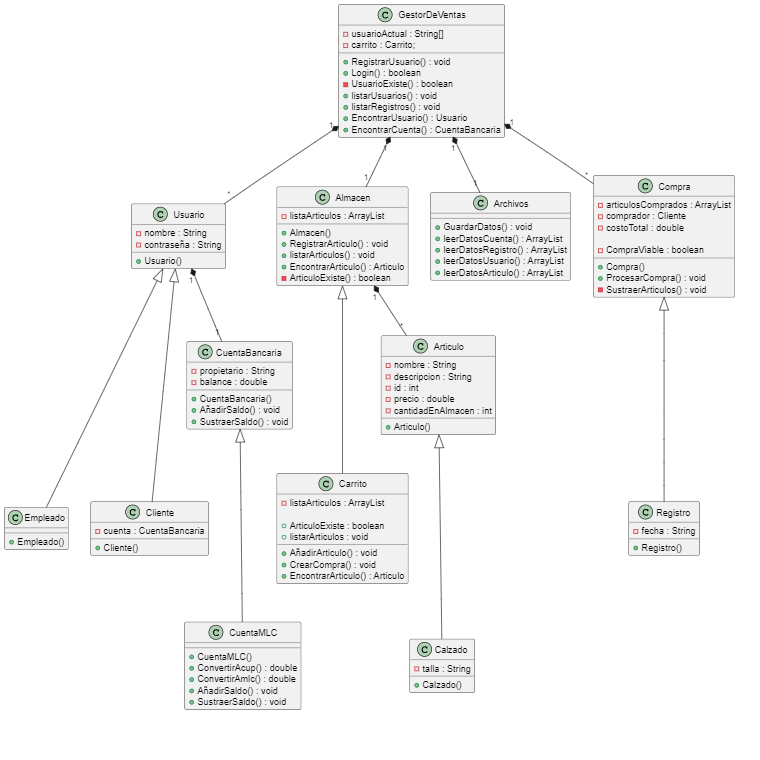 C GestorDeVentas
usuarioActual : String[]
carrito : Carrito;
RegistrarUsuario() : void
Login() : boolean
UsuarioExiste() : boolean
listarUsuarios() : void
listarRegistros() : void
EncontrarUsuario() : Usuario
EncontrarCuenta() : CuentaBancaria
1
1
1
1
*
1
1
*
C Usuario
nombre : String
contraseña : String
Usuario()
1
C Almacen
listaArticulos : ArrayList
Almacen()
RegistrarArticulo() : void
listarArticulos() : void
EncontrarArticulo() : Articulo
ArticuloExiste() : boolean
1
C Archivos
GuardarDatos() : void
leerDatosCuenta() : ArrayList
leerDatosRegistro() : ArrayList
leerDatosUsuario() : ArrayList
leerDatosArticulo() : ArrayList
C Compra
articulosComprados : ArrayList
comprador : Cliente
costoTotal : double
CompraViable : boolean
Compra()
ProcesarCompra() : void
SustraerArticulos() : void
1
*
C CuentaBancaria
propietario : String
balance : double
CuentaBancaria()
AñadirSaldo() : void
SustraerSaldo() : void
C Articulo
nombre : String
descripcion : String
id : int
precio : double
cantidadEnAlmacen : int
Articulo()
C Empleado
Empleado()
C Cliente
cuenta : CuentaBancaria
Cliente()
C Carrito
listaArticulos : ArrayList
ArticuloExiste : boolean
listarArticulos : void
AñadirArticulo() : void
CrearCompra() : void
EncontrarArticulo() : Articulo
C Registro
fecha : String
Registro()
C CuentaMLC
CuentaMLC()
ConvertirAcup() : double
ConvertirAmlc() : double
AñadirSaldo() : void
SustraerSaldo() : void
C Calzado
talla : String
Calzado()